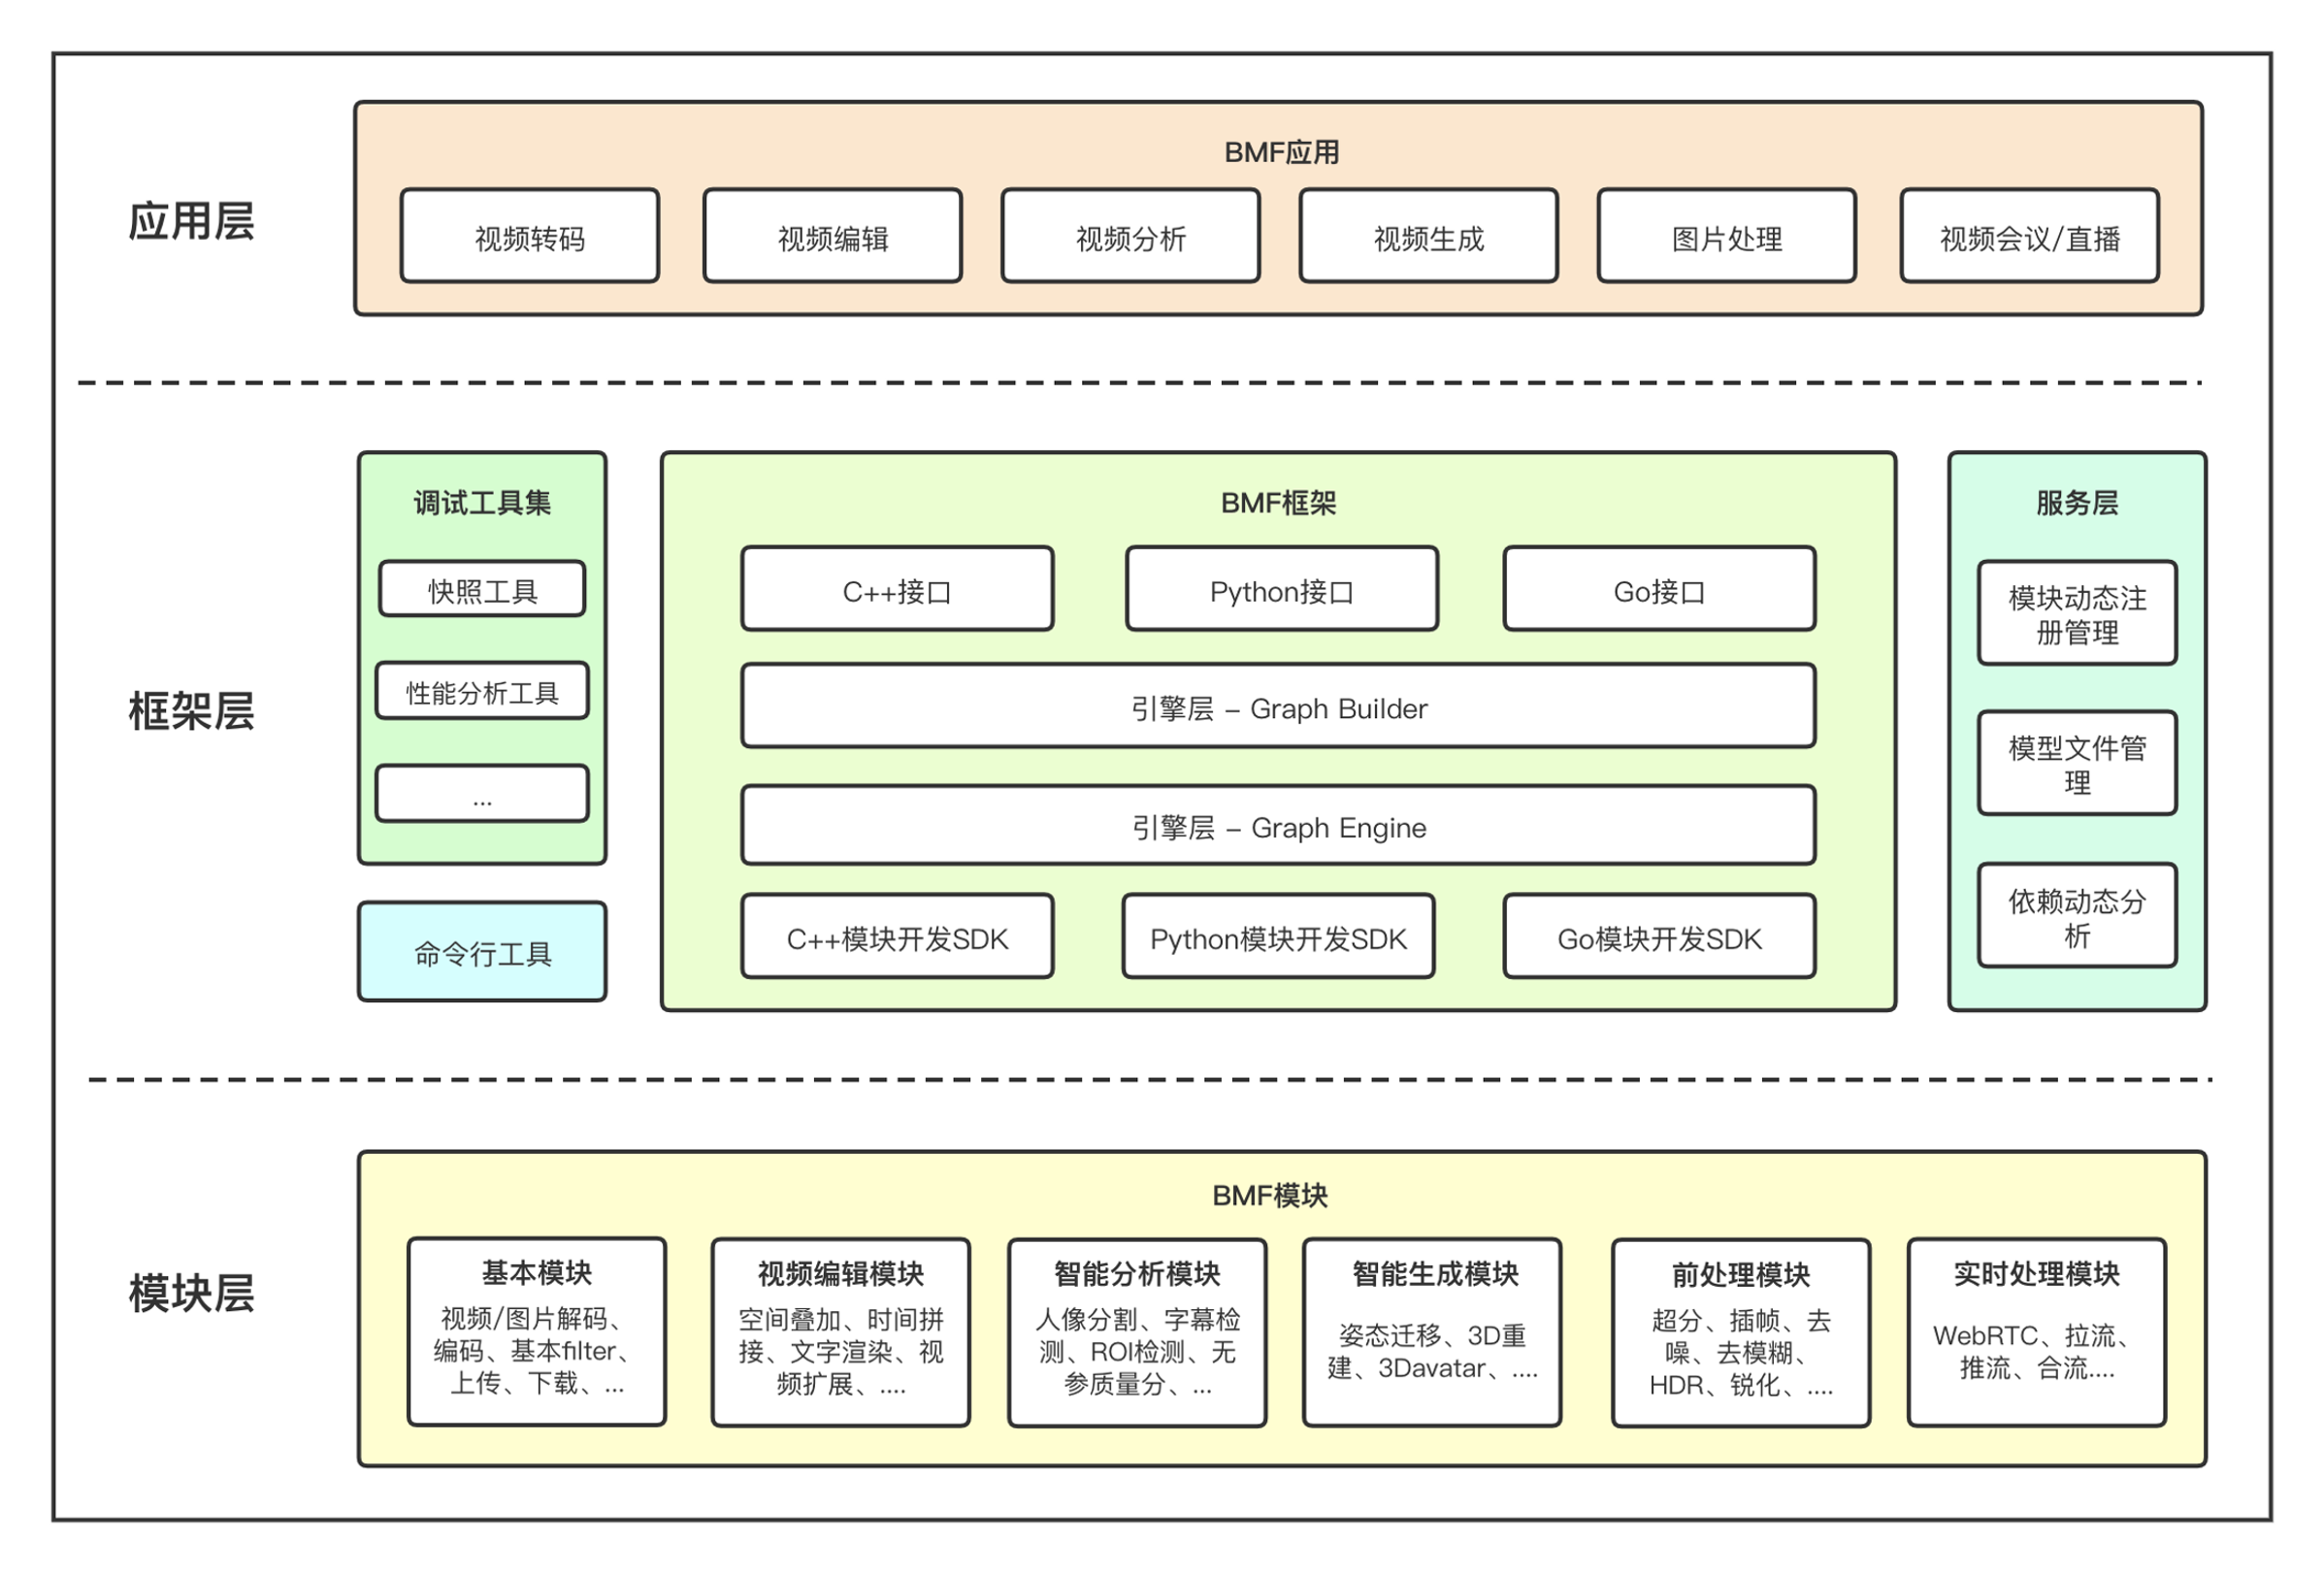 应用层
BMF应用
视频转码
视频编辑
视频分析
视频生成
图片处理
视频会议/直播
框架层
调试工具集
快照工具
性能分析工具
...
命令行工具
BMF框架
C++接口
Python接口
Go接口
引擎层 – Graph Builder
引擎层 – Graph Engine
C++模块开发SDK
Python模块开发SDK
Go模块开发SDK
服务层
模块动态注
册管理
模型文件管
理
依赖动态分
析
模块层
BMF模块
基本模块
视频/图片解码、
编码、基本filter、
上传、下载、...
视频编辑模块
空间叠加、时间拼
接、文字渲染、视
频扩展、....
智能分析模块
人像分割、字幕检
测、ROI检测、无
参质量分、...
智能生成模块
姿态迁移、3D重
建、3Davatar、....
前处理模块
超分、插帧、去
噪、去模糊、
HDR、锐化、....
实时处理模块
WebRTC、拉流、
推流、合流....